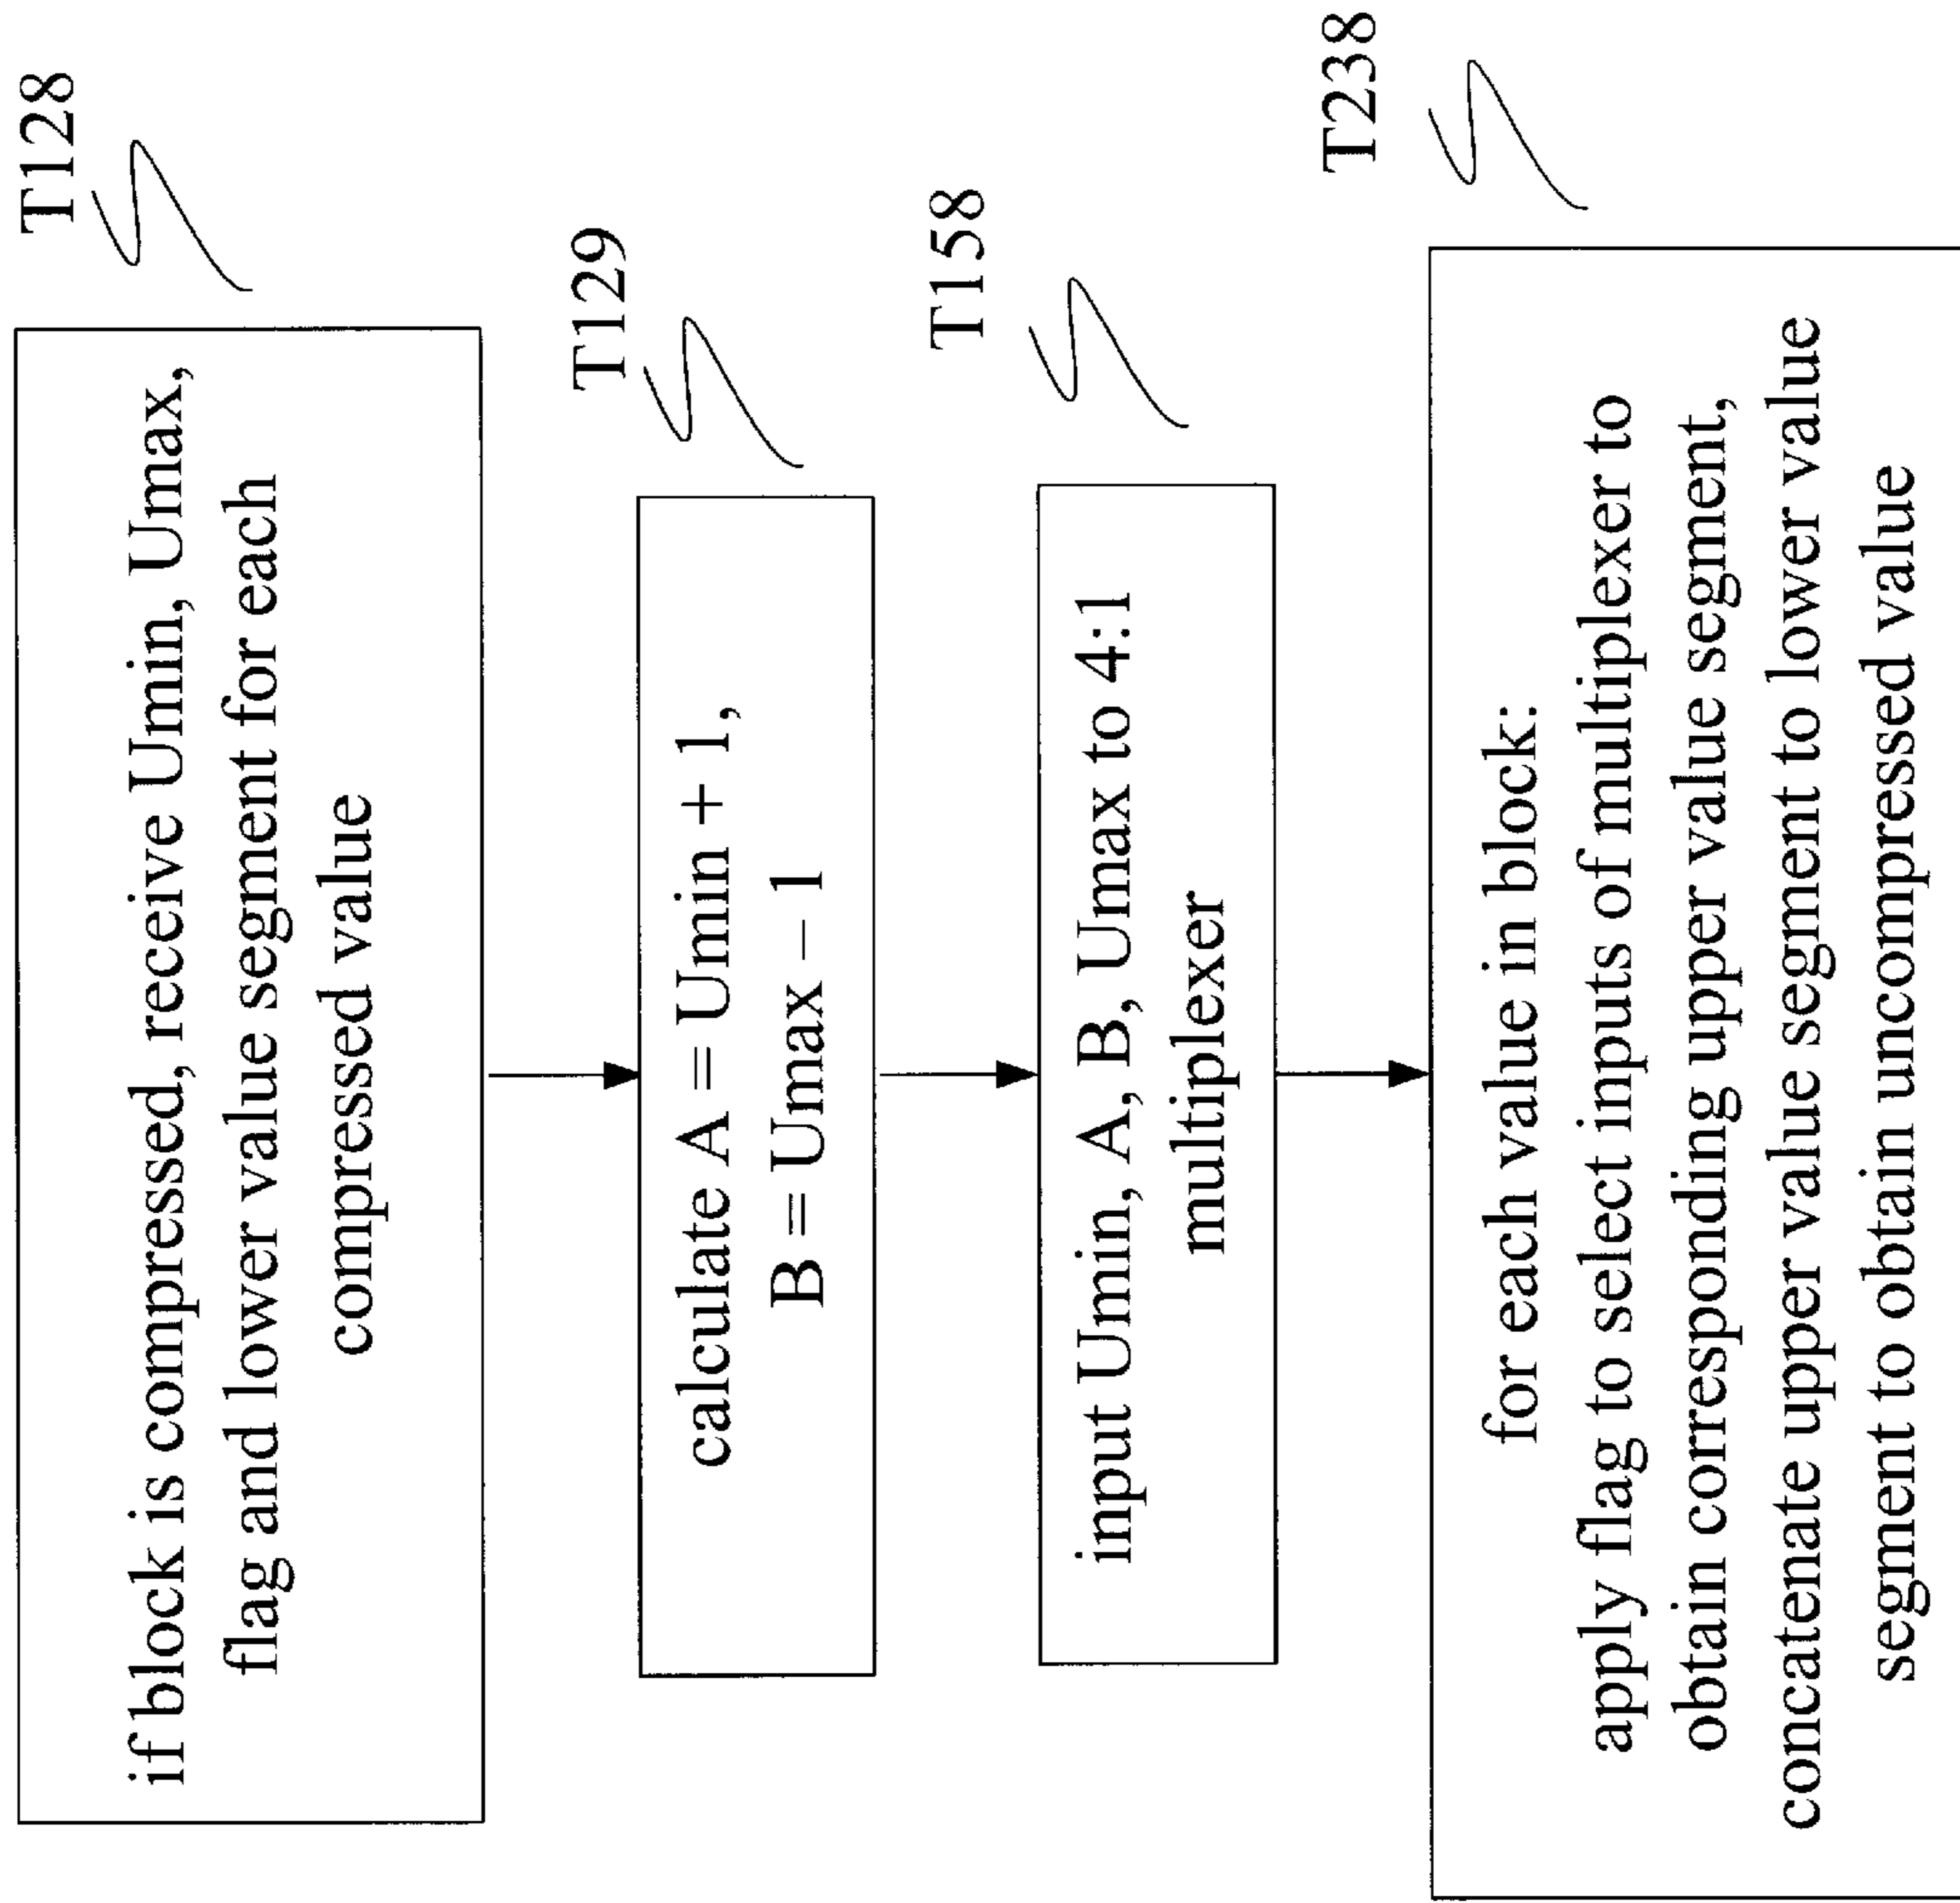 T128
if block is compressed, receive Umin, Umax,
flag and lower value segment for each
compressed value
T129
calculate A = Umin + 1,
B = Umax – 1
T158
input Umin, A, B, Umax to 4:1
multiplexer
T238
for each value in block:
apply flag to select inputs of multiplexer to
obtain corresponding upper value segment,
concatenate upper value segment to lower value
segment to obtain uncompressed value